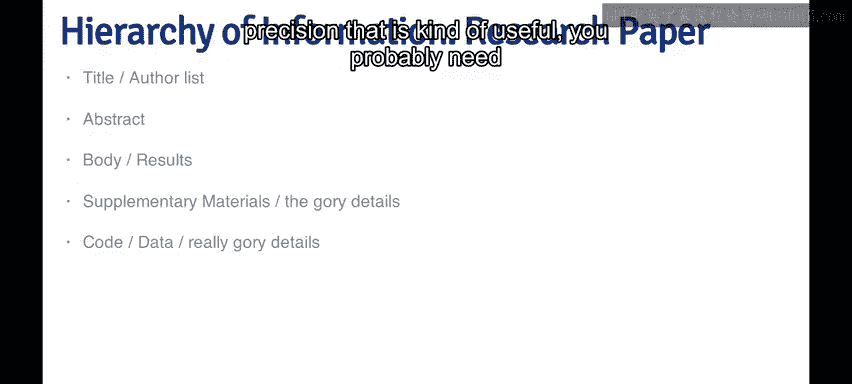 Hierarchy of Information: Research Paper
precision that is kind of useful, you
probably need
· Title / Author list
· Abstract
· Body / Results
· Supplementary Materials / the gory details
· Code / Data / really gory details